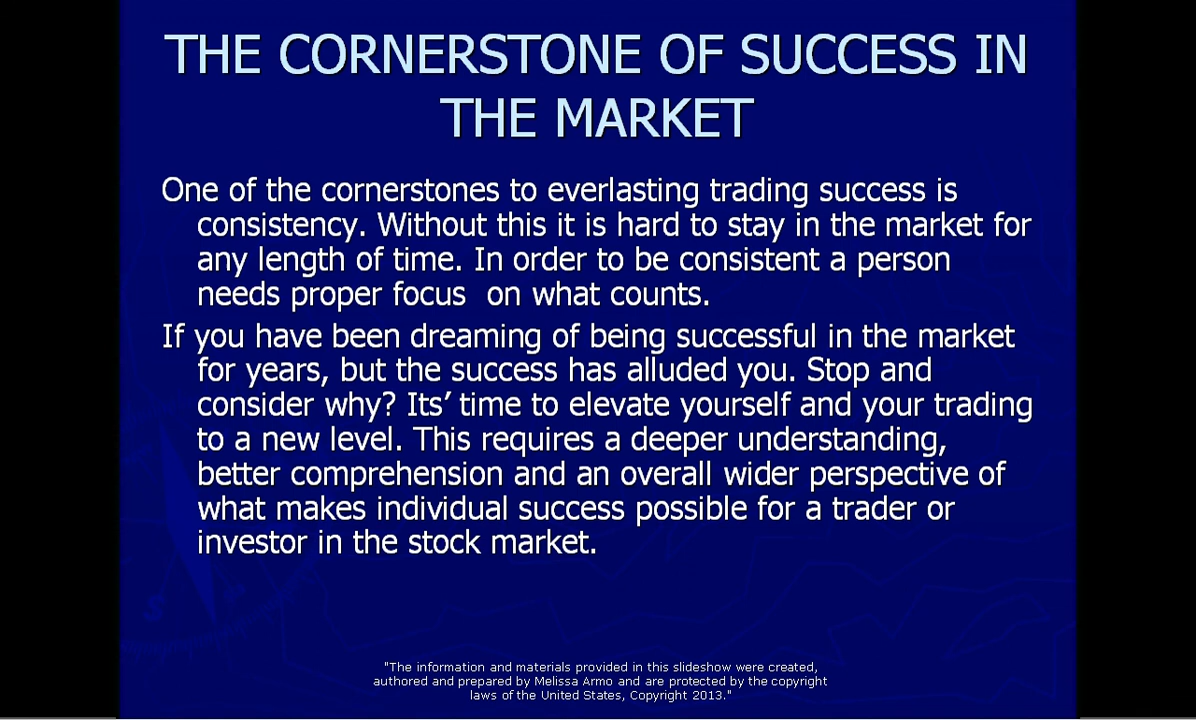 THE CORNERSTONE OF SUCCESS IN
THE MARKET
One of the cornerstones to everlasting trading success is
consistency. Without this it is hard to stay in the market for
any length of time. In order to be consistent a person
needs proper focus  on what counts.
If you have been dreaming of being successful in the market
for years, but the success has alluded you. Stop and
consider why? Its’ time to elevate yourself and your trading
to a new level. This requires a deeper understanding,
better comprehension and an overall wider perspective of
what makes individual success possible for a trader or
investor in the stock market.
"The information and materials provided in this slideshow were created,
authored and prepared by Melissa Armo and are protected by the copyright
laws of the United States, Copyright 2013."
S